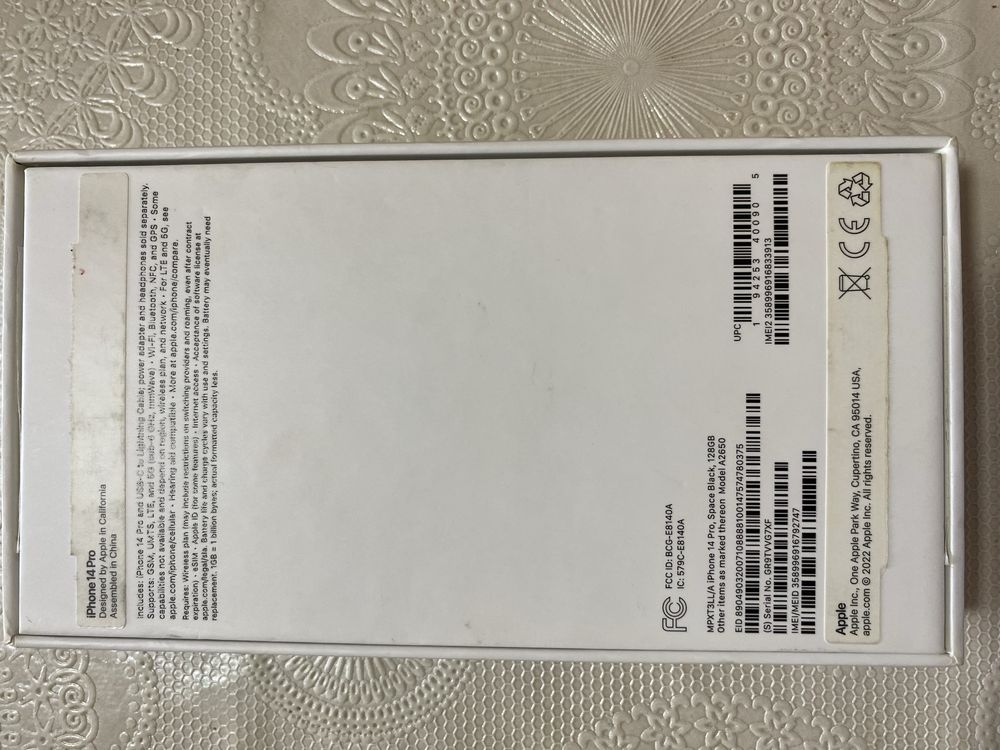 iPhone 14 Pro
Designed by Apple in California
Assembled in China
Includes: iPhone 14 Pro and USB-C to Lightning Cable; power adapter and headphones sold separately.
Supports: GSM, UMTS, LTE, and 5G (sub-6 GHz, mmWave) • Wi-Fi, Bluetooth, NFC, and GPS • Some
capabilities not available and depend on region, wireless plan, and network • For LTE and 5G, see
apple.com/iphone/cellular • Hearing aid compatible • More at apple.com/iphone/compare.
Requires: Wireless plan (may include restrictions on switching providers and roaming, even after contract
expiration) • eSIM • Apple ID (for some features) • Internet access • Acceptance of software license at
apple.com/legal/sla. Battery life and charge cycles vary with use and settings. Battery may eventually need
replacement. 1GB = 1 billion bytes; actual formatted capacity less.
FC FCC ID: BCG-E8140A
IC: 579C-E8140A
MPXT3LL/A iPhone 14 Pro, Space Black, 128GB
Other items as marked thereon Model A2650
EID 89049032007108888100147574780375
(S) Serial No. GR9TVVG7XF
IMEI/MEID 358996916792747
UPC
1 94253 40090 5
IMEI2 358996916833913
Apple
Apple Inc., One Apple Park Way, Cupertino, CA 95014 USA,
apple.com © 2022 Apple Inc. All rights reserved.
CE